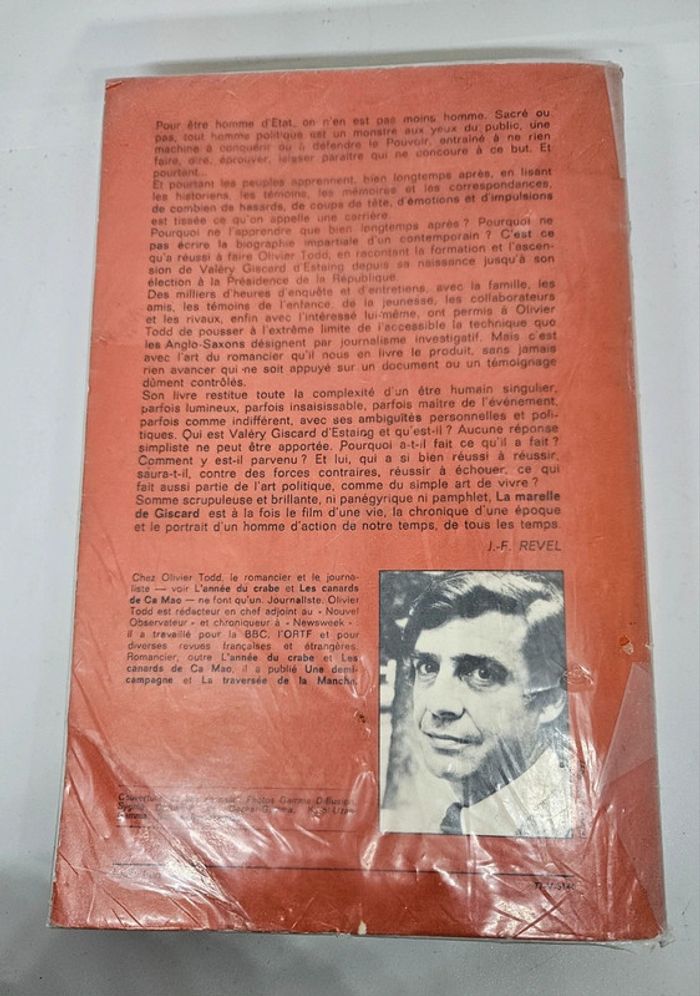 Pour être homme d'Etat, on n'en est pas moins homme. Sacré ou
pas, tout homme politique est un monstre aux yeux du public, une
machine à conquérir ou à défendre le Pouvoir, entraîné à ne rien
faire, dire, éprouver, laisser paraître qui ne concoure à ce but. Et
pourtant...
Et pourtant les peuples apprennent, bien longtemps après, en lisant
les historiens, les témoins, les mémoires et les correspondances,
de combien de hasards, de coups de tête, d'émotions et d'impulsions
est tissée ce qu'on appelle une carrière.
Pourquoi ne l'apprendre que bien longtemps après ? Pourquoi ne
pas écrire la biographie impartiale d'un contemporain ? C'est ce
qu'a réussi à faire Olivier Todd, en racontant la formation et l'ascen-
sion de Valéry Giscard d'Estaing depuis sa naissance jusqu'à son
élection à la Présidence de la République.
Des milliers d'heures d'enquête et d'entretiens, avec la famille, les
amis, les témoins de l'enfance, de la jeunesse, les collaborateurs
et les rivaux, enfin avec l'intéressé lui-même, ont permis à Olivier
Todd de pousser à l'extrême limite de l'accessible la technique que
les Anglo-Saxons désignent par journalisme investigatif. Mais c'est
avec l'art du romancier qu'il nous en livre le produit, sans jamais
rien avancer qui ne soit appuyé sur un document ou un témoignage
dûment contrôlés.
Son livre restitue toute la complexité d'un être humain singulier,
parfois lumineux, parfois insaisissable, parfois maître de l'événement,
parfois comme indifférent, avec ses ambiguïtés personnelles et poli-
tiques. Qui est Valéry Giscard d'Estaing et qu'est-il ? Aucune réponse
simpliste ne peut être apportée. Pourquoi a-t-il fait ce qu'il a fait ?
Comment y est-il parvenu ? Et lui, qui a si bien réussi à réussir,
saura-t-il, contre des forces contraires, réussir à échouer, ce qui
fait aussi partie de l'art politique, comme du simple art de vivre ?
Somme scrupuleuse et brillante, ni panégyrique ni pamphlet, La marelle
de Giscard est à la fois le film d'une vie, la chronique d'une époque
et le portrait d'un homme d'action de notre temps, de tous les temps.
J.-F. REVEL
Chez Olivier Todd, le romancier et le journa-
liste — voir L'année du crabe et Les canards
de Ca Mao — ne font qu'un. Journaliste, Olivier
Todd est rédacteur en chef adjoint au « Nouvel
Observateur » et chroniqueur à « Newsweek » :
il a travaillé pour la BBC, l'ORTF et pour
diverses revues françaises et étrangères.
Romancier, outre L'année du crabe et Les
canards de Ca Mao, il a publié Une demi-
campagne et La traversée de la Manche.
Couverture Photos Gamma
Sygma
Gamma